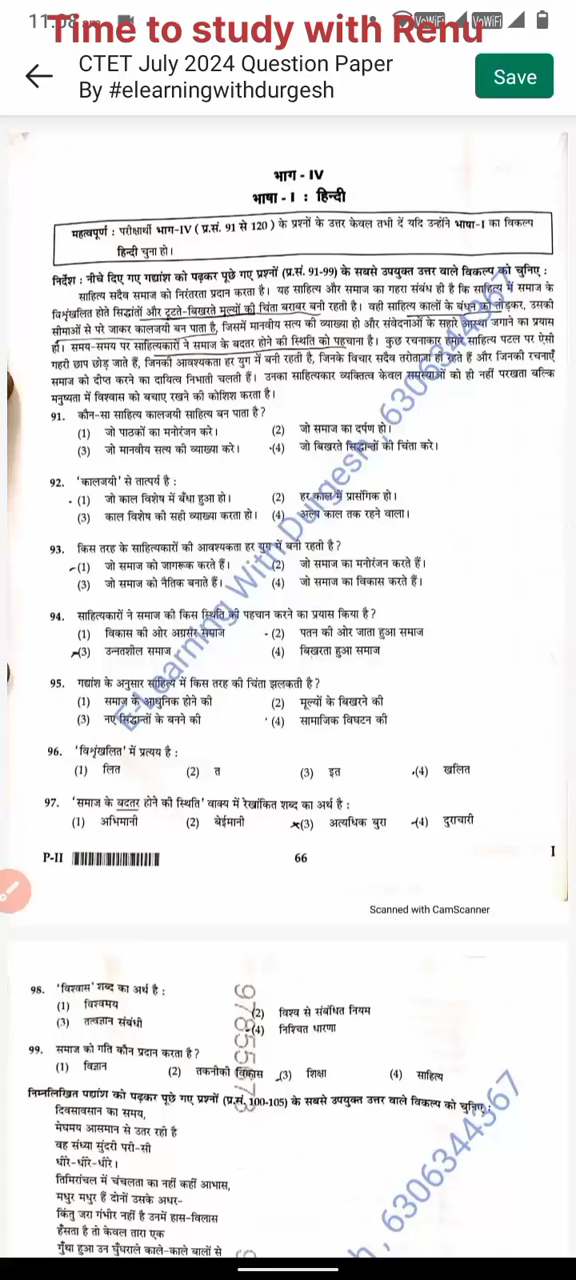 11:08
Time to study with Renu
VoWiFi
VoWiFi
CTET July 2024 Question Paper
By #elearningwithdurgesh
Save
भाग - IV
भाषा - I : हिन्दी
महत्वपूर्ण : परीक्षार्थी भाग-IV ( प्र.सं. 91 से 120 ) के प्रश्नों के उत्तर केवल तभी दें यदि उन्होंने भाषा-I का विकल्प
हिन्दी चुना हो।
निर्देश : नीचे दिए गए गद्यांश को पढ़कर पूछे गए प्रश्नों (प्र.सं. 91-99) के सबसे उपयुक्त उत्तर वाले विकल्प को चुनिए :
साहित्य सदैव समाज को निरंतरता प्रदान करता है। यह साहित्य और समाज का गहरा संबंध ही है कि साहित्य में समाज के
विशृंखलित होते सिद्धांतों और टूटते-बिखरते मूल्यों की चिंता बराबर बनी रहती है। वही साहित्य कालों के बंधन को तोड़कर, उसकी
सीमाओं से परे जाकर कालजयी बन पाता है, जिसमें मानवीय सत्य की व्याख्या हो और संवेदनाओं के सहारे आस्था जगाने का प्रयास
हो। समय-समय पर साहित्यकारों ने समाज के बदतर होने की स्थिति को पहचाना है। कुछ रचनाकार हमारे साहित्य पटल पर ऐसी
गहरी छाप छोड़ जाते हैं, जिनकी आवश्यकता हर युग में बनी रहती है, जिनके विचार सदैव तरोताज़ा ही रहते हैं और जिनकी रचनाएँ
समाज को दीप्त करने का दायित्व निभाती चलती हैं। उनका साहित्यकार व्यक्तित्व केवल समस्याओं को ही नहीं परखता बल्कि
मनुष्यता में विश्वास को बचाए रखने की कोशिश करता है।
91. कौन-सा साहित्य कालजयी साहित्य बन पाता है?
(1) जो पाठकों का मनोरंजन करे। (2) जो समाज का दर्पण हो।
(3) जो मानवीय सत्य की व्याख्या करे। (4) जो बिखरते सिद्धान्तों की चिंता करे।
92. 'कालजयी' से तात्पर्य है :
(1) जो काल विशेष में बँधा हुआ हो। (2) हर काल में प्रासंगिक हो।
(3) काल विशेष की सही व्याख्या करता हो। (4) अल्प काल तक रहने वाला।
93. किस तरह के साहित्यकारों की आवश्यकता हर युग में बनी रहती है?
(1) जो समाज को जागरूक करते हैं। (2) जो समाज का मनोरंजन करते हैं।
(3) जो समाज को नैतिक बनाते हैं। (4) जो समाज का विकास करते हैं।
94. साहित्यकारों ने समाज की किस स्थिति की पहचान करने का प्रयास किया है?
(1) विकास की ओर अग्रसर समाज (2) पतन की ओर जाता हुआ समाज
(3) उन्नतशील समाज (4) बिखरता हुआ समाज
95. गद्यांश के अनुसार साहित्य में किस तरह की चिंता झलकती है?
(1) समाज के आधुनिक होने की (2) मूल्यों के बिखरने की
(3) नए सिद्धान्तों के बनने की (4) सामाजिक विघटन की
96. 'विशृंखलित' में प्रत्यय है :
(1) लित (2) त (3) इत (4) खलित
97. 'समाज के बदतर होने की स्थिति' वाक्य में रेखांकित शब्द का अर्थ है :
(1) अभिमानी (2) बेईमानी (3) अत्यधिक बुरा (4) दुराचारी
P-II 66 I
Scanned with CamScanner
98. 'विश्वास' शब्द का अर्थ है :
(1) विश्वमय (2) विश्व से संबंधित नियम
(3) तत्वज्ञान संबंधी (4) निश्चित धारणा
99. समाज को गति कौन प्रदान करता है?
(1) विज्ञान (2) तकनीकी विकास (3) शिक्षा (4) साहित्य
निम्नलिखित पद्यांश को पढ़कर पूछे गए प्रश्नों (प्र.सं. 100-105) के सबसे उपयुक्त उत्तर वाले विकल्प को चुनिए :
दिवसावसान का समय,
मेघमय आसमान से उतर रही है
वह संध्या सुंदरी परी-सी
धीरे-धीरे-धीरे।
तिमिरांचल में चंचलता का नहीं कहीं आभास,
मधुर मधुर हैं दोनों उसके अधर-
किंतु जरा गंभीर नहीं है उनमें हास-विलास
हँसता है तो केवल तारा एक
गुँथा हुआ उन घुँघराले काले-काले बालों से
E-Learning With Durgesh, 6306344367
, 6306344367